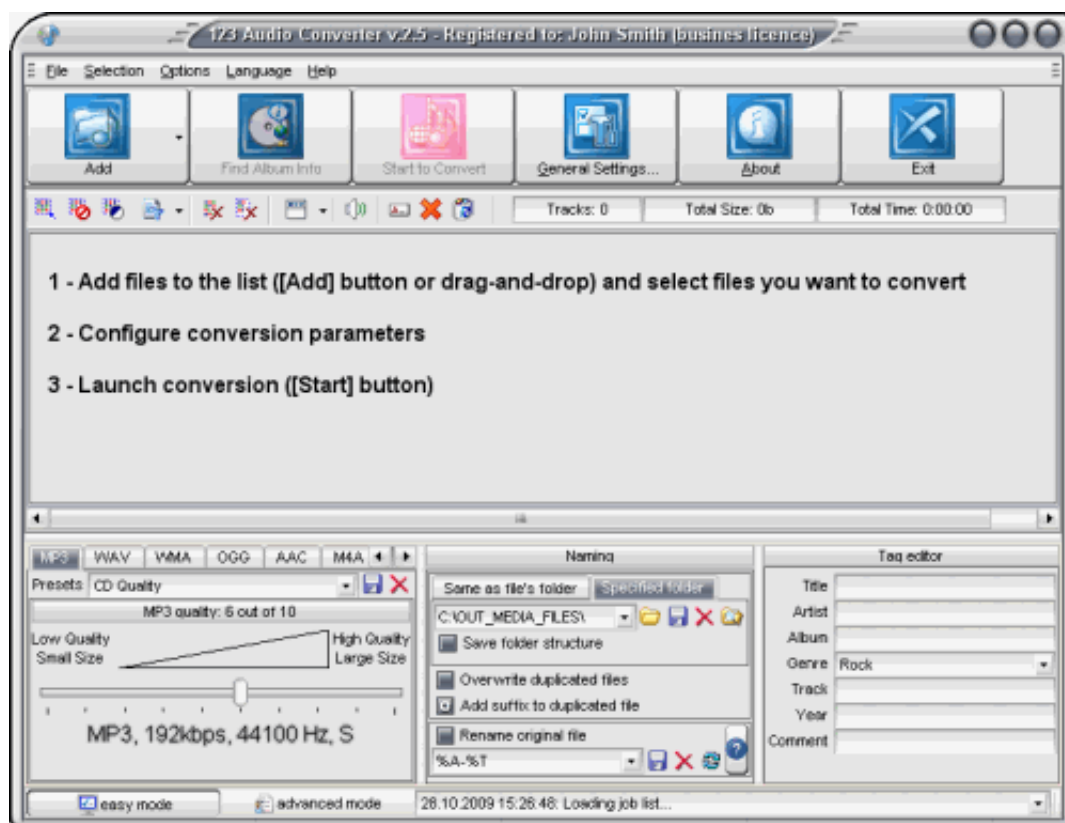 123 Audio Converter v.2.5 - Registered to: John Smith (busines licence)
File Selection Options Language Help
Add Find Album Info Start to Convert General Settings... About Exit
Tracks: 0 Total Size: 0b Total Time: 0:00:00
1 - Add files to the list ([Add] button or drag-and-drop) and select files you want to convert
2 - Configure conversion parameters
3 - Launch conversion ([Start] button)
MP3 WAV WMA OGG AAC M4A
Presets CD Quality
MP3 quality: 6 out of 10
Low Quality High Quality
Small Size Large Size
MP3, 192kbps, 44100 Hz, S
Naming
Same as file's folder Specified folder
C:\OUT_MEDIA_FILES\
Save folder structure
Overwrite duplicated files
Add suffix to duplicated file
Rename original file
%A-%T
Tag editor
Title
Artist
Album
Genre Rock
Track
Year
Comment
easy mode advanced mode 28.10.2009 15:26:48: Loading job list...